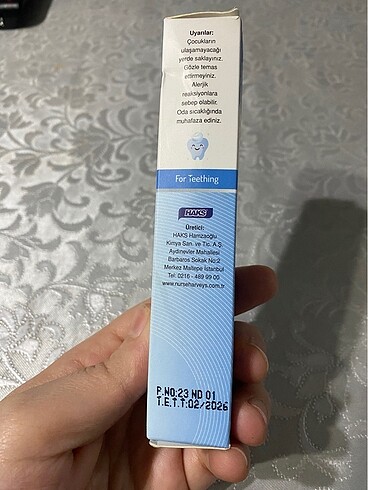 Uyarılar:
Çocukların
ulaşamayacağı
yerde saklayınız.
Gözle temas
ettirmeyiniz.
Alerjik
reaksiyonlara
sebep olabilir.
Oda sıcaklığında
muhafaza ediniz.
For Teething
HAKS
Üretici:
HAKS Hamzaoğlu
Kimya San. ve Tic. A.Ş.
Aydınevler Mahallesi
Barbaros Sokak No:2
Merkez Maltepe İstanbul
Tel: 0216 - 489 99 00
www.nurseharveys.com.tr
P.NO:23 ND 01
T.E.T.T:02/2026